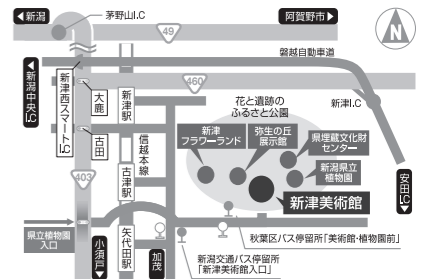 ◀新潟
茅野山I.C
阿賀野市▶
49
N
磐越自動車道
◀新潟中央I.C
新津西スマートI.C
大鹿
新津駅
460
花と遺跡の
ふるさと公園
新津I.C
古田
信越本線
新津
フラワーランド
弥生の丘
展示館
県埋蔵文化財
センター
新潟県立
植物園
安田I.C▶
403
古津駅
新津美術館
県立植物園
入口
小須戸▼
矢代田駅
加茂▼
秋葉区バス停留所「美術館・植物園前」
新潟交通バス停留所
「新津美術館入口」